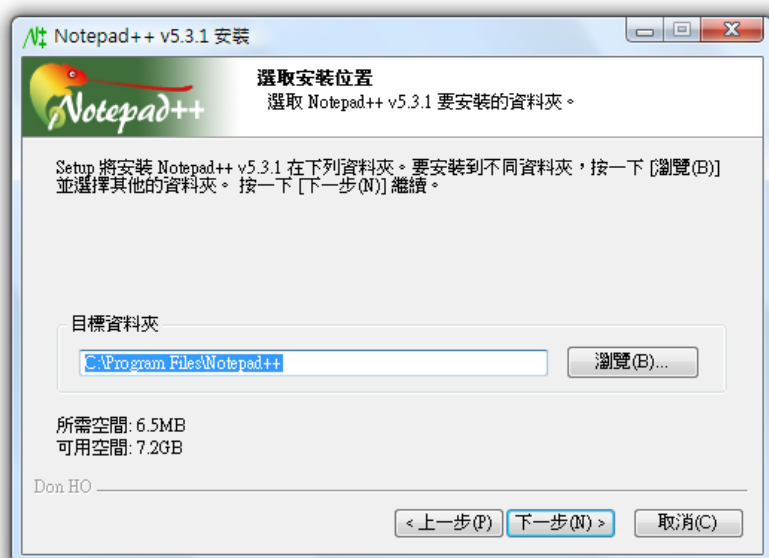 Notepad++ v5.3.1 安裝
Notepad++
選取安裝位置
選取 Notepad++ v5.3.1 要安裝的資料夾。
Setup 將安裝 Notepad++ v5.3.1 在下列資料夾。要安裝到不同資料夾，按一下 [瀏覽(B)]
並選擇其他的資料夾。 按一下 [下一步(N)] 繼續。
目標資料夾
C:\Program Files\Notepad++
瀏覽(B)...
所需空間: 6.5MB
可用空間: 7.2GB
Don HO
< 上一步(P)
下一步(N) >
取消(C)